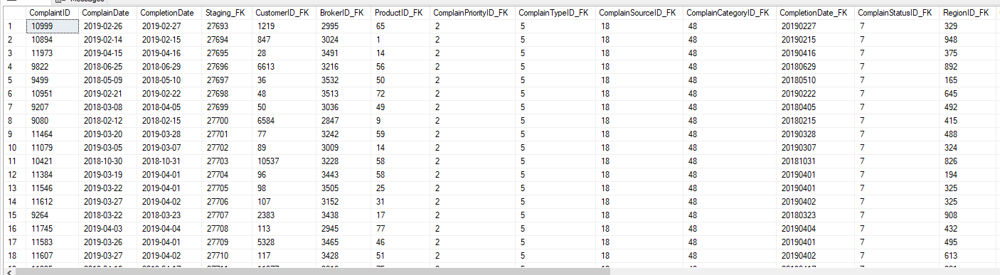 Messages
ComplaintID ComplainDate CompletionDate Staging_FK CustomerID_FK BrokerID_FK ProductID_FK ComplainPriorityID_FK ComplainTypeID_FK ComplainSourceID_FK ComplainCategoryID_FK CompletionDate_FK ComplainStatusID_FK RegionID_FK
1 10999 2019-02-26 2019-02-27 27693 1219 2995 65 2 5 18 48 20190227 7 329
2 10894 2019-02-14 2019-02-15 27694 847 3024 1 2 5 18 48 20190215 7 948
3 11973 2019-04-15 2019-04-16 27695 28 3491 14 2 5 18 48 20190416 7 375
4 9822 2018-06-25 2018-06-29 27696 6613 3216 56 2 5 18 48 20180629 7 892
5 9499 2018-05-09 2018-05-10 27697 36 3532 50 2 5 18 48 20180510 7 165
6 10951 2019-02-21 2019-02-22 27698 48 3513 72 2 5 18 48 20190222 7 645
7 9207 2018-03-08 2018-04-05 27699 50 3036 49 2 5 18 48 20180405 7 492
8 9080 2018-02-12 2018-02-15 27700 6584 2847 9 2 5 18 48 20180215 7 415
9 11464 2019-03-20 2019-03-28 27701 77 3242 59 2 5 18 48 20190328 7 488
10 11079 2019-03-05 2019-03-07 27702 89 3009 14 2 5 18 48 20190307 7 324
11 10421 2018-10-30 2018-10-31 27703 10537 3228 58 2 5 18 48 20181031 7 826
12 11384 2019-03-19 2019-04-01 27704 96 3443 58 2 5 18 48 20190401 7 194
13 11546 2019-03-22 2019-04-01 27705 98 3505 25 2 5 18 48 20190401 7 325
14 11612 2019-03-27 2019-04-02 27706 107 3152 31 2 5 18 48 20190402 7 325
15 9264 2018-03-22 2018-03-23 27707 2383 3438 17 2 5 18 48 20180323 7 908
16 11745 2019-04-03 2019-04-04 27708 113 2945 77 2 5 18 48 20190404 7 432
17 11583 2019-03-26 2019-04-01 27709 5328 3465 46 2 5 18 48 20190401 7 495
18 11607 2019-03-27 2019-04-02 27710 117 3428 51 2 5 18 48 20190402 7 613